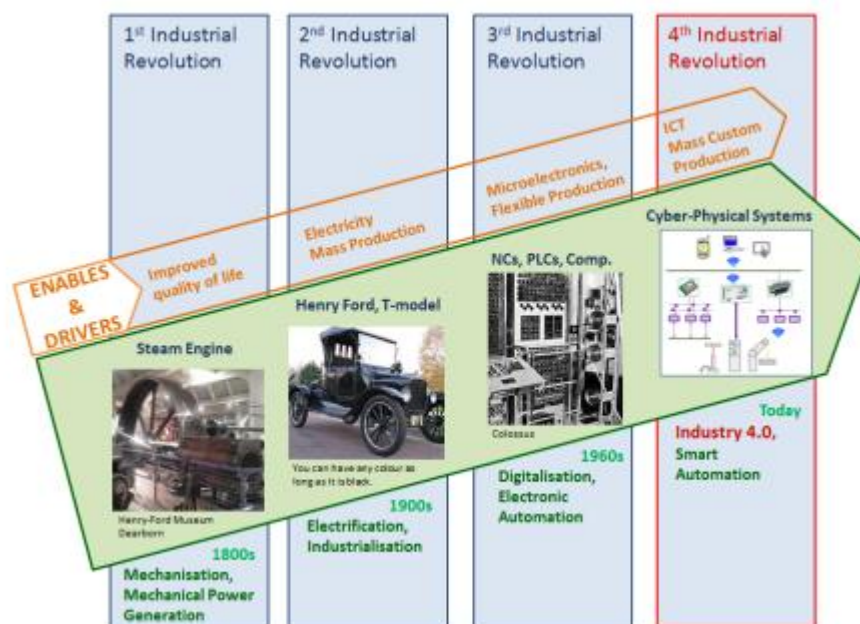 1st Industrial
Revolution
2nd Industrial
Revolution
3rd Industrial
Revolution
4th Industrial
Revolution
ENABLES
&
DRIVERS
Improved
quality of life
Electricity
Mass Production
Microelectronics,
Flexible Production
ICT
Mass Custom
Production
Steam Engine
Henry-Ford Museum
Dearborn
1800s
Mechanisation,
Mechanical Power
Generation
Henry Ford, T-model
You can have any colour as
long as it is black.
1900s
Electrification,
Industrialisation
NCs, PLCs, Comp.
Colossus
1960s
Digitalisation,
Electronic
Automation
Cyber-Physical Systems
Today
Industry 4.0,
Smart
Automation